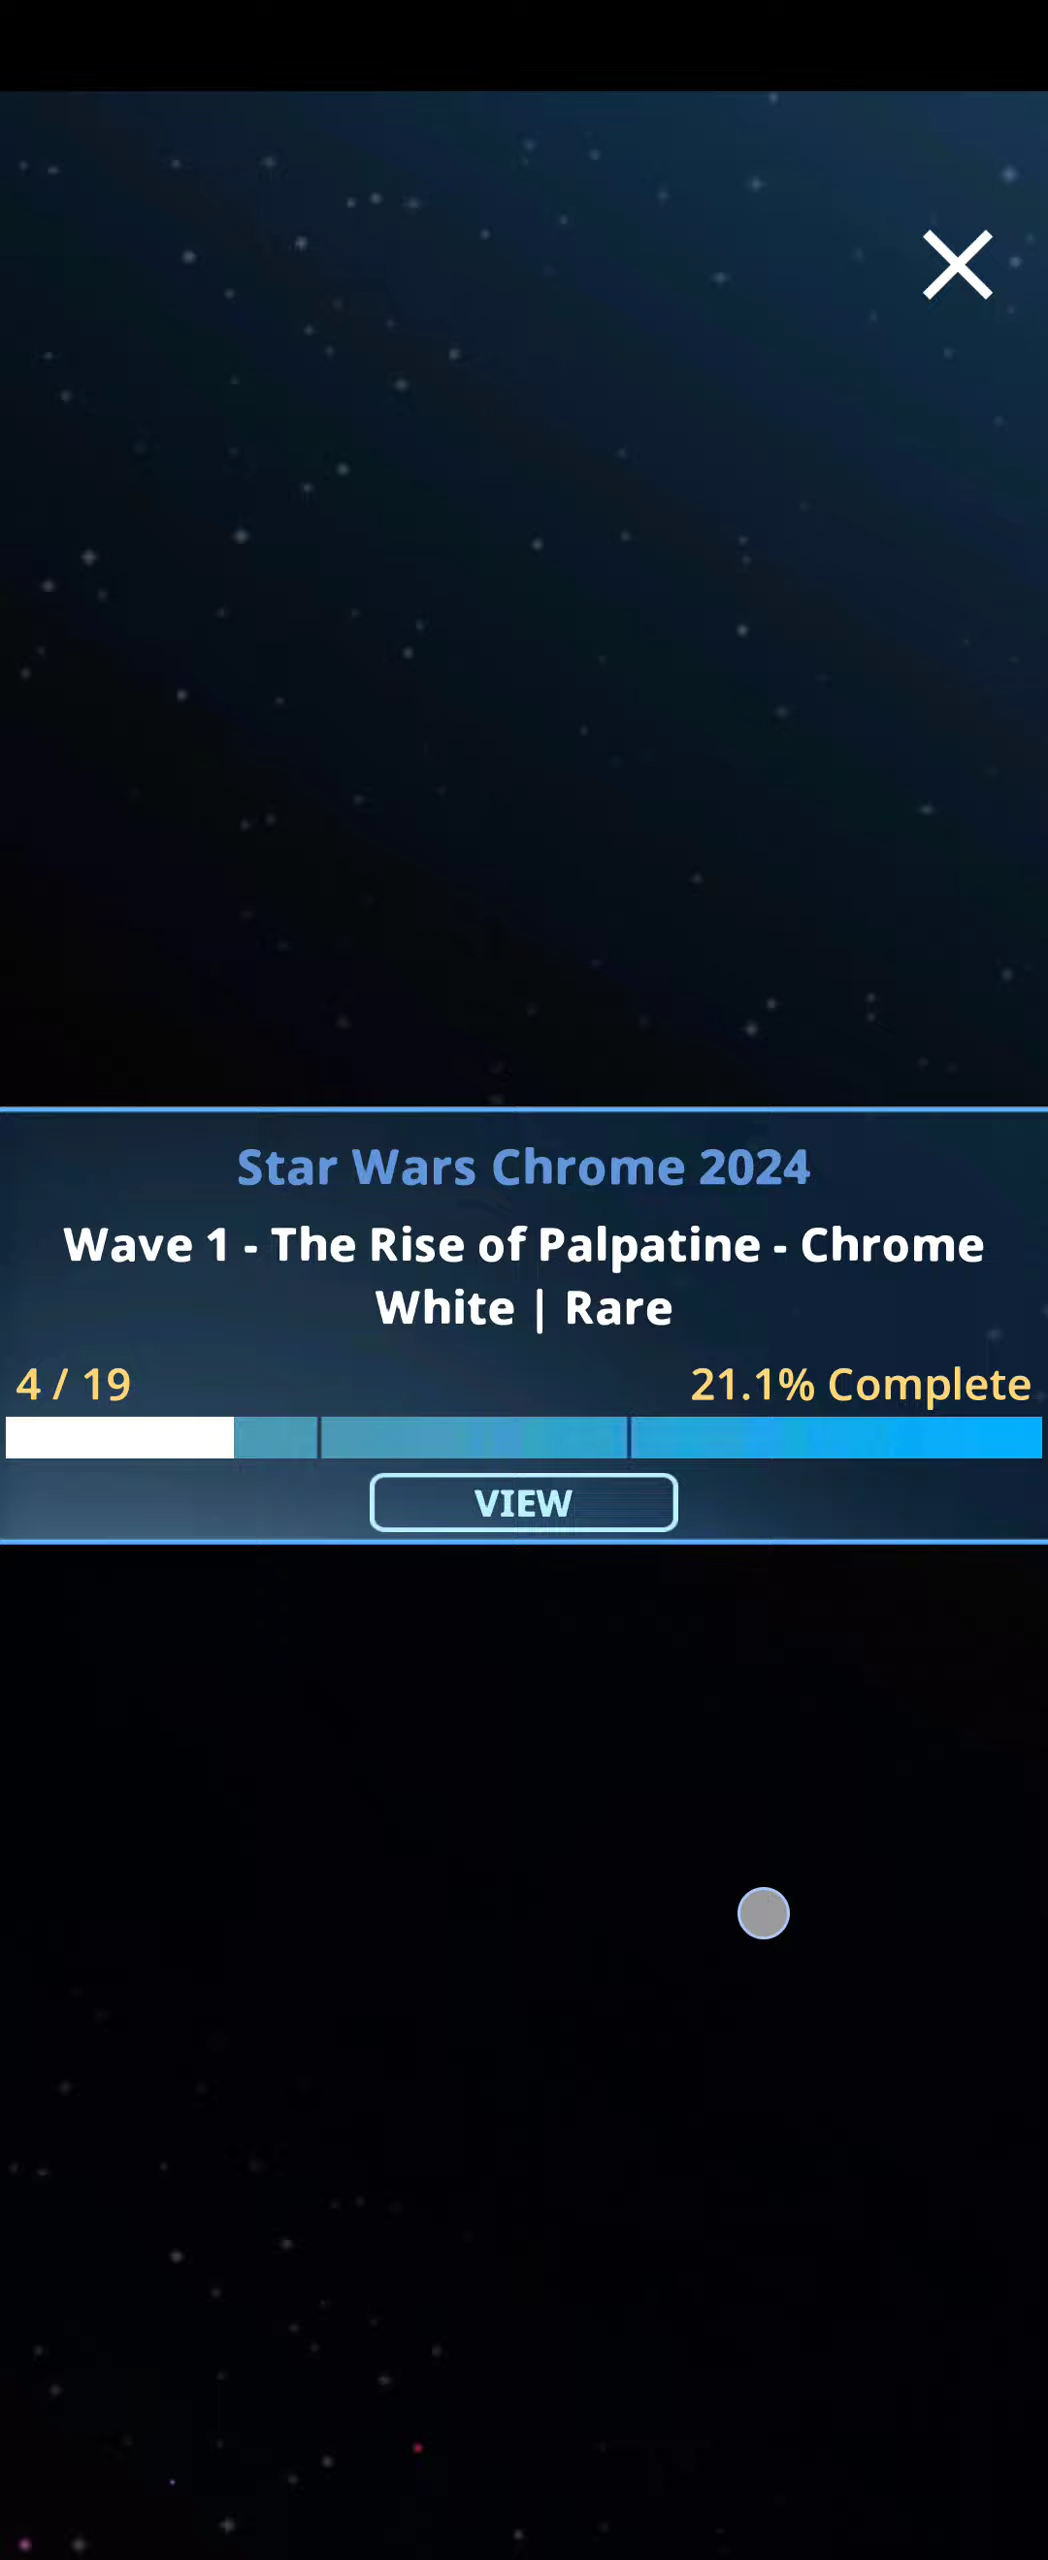 Star Wars Chrome 2024
Wave 1 - The Rise of Palpatine - Chrome
White | Rare
4 / 19
21.1% Complete
VIEW